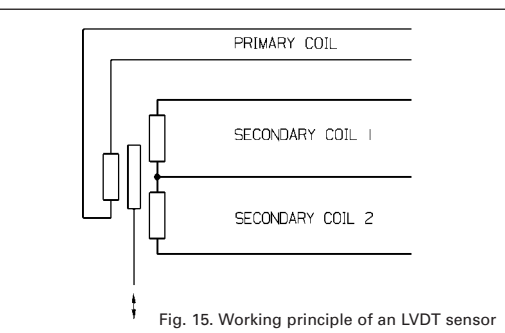 PRIMARY COIL
SECONDARY COIL 1
SECONDARY COIL 2
Fig. 15. Working principle of an LVDT sensor